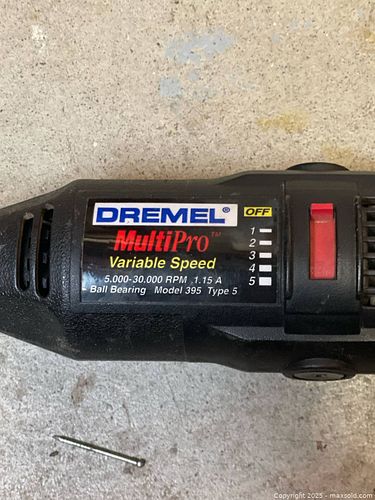 DREMEL®
OFF
MultiPro™
Variable Speed
5.000-30.000 RPM 1.15 A
Ball Bearing Model 395 Type 5
1
2
3
4
5
Copyright 2025 - maxsold.com